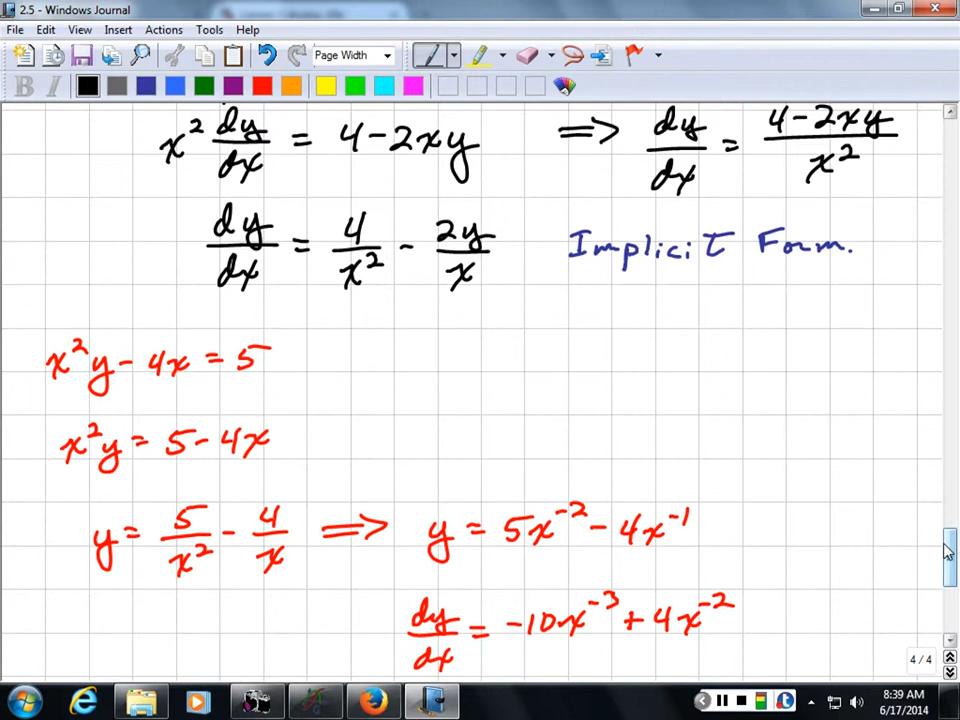 2.5 - Windows Journal
File Edit View Insert Actions Tools Help
Page Width
B I
x² dy/dx = 4 - 2xy ⟹ dy/dx = (4 - 2xy)/x²
dy/dx = 4/x² - 2y/x Implicit Form.
x²y - 4x = 5
x²y = 5 - 4x
y = 5/x² - 4/x ⟹ y = 5x⁻² - 4x⁻¹
dy/dx = -10x⁻³ + 4x⁻²
4/4
8:39 AM
6/17/2014